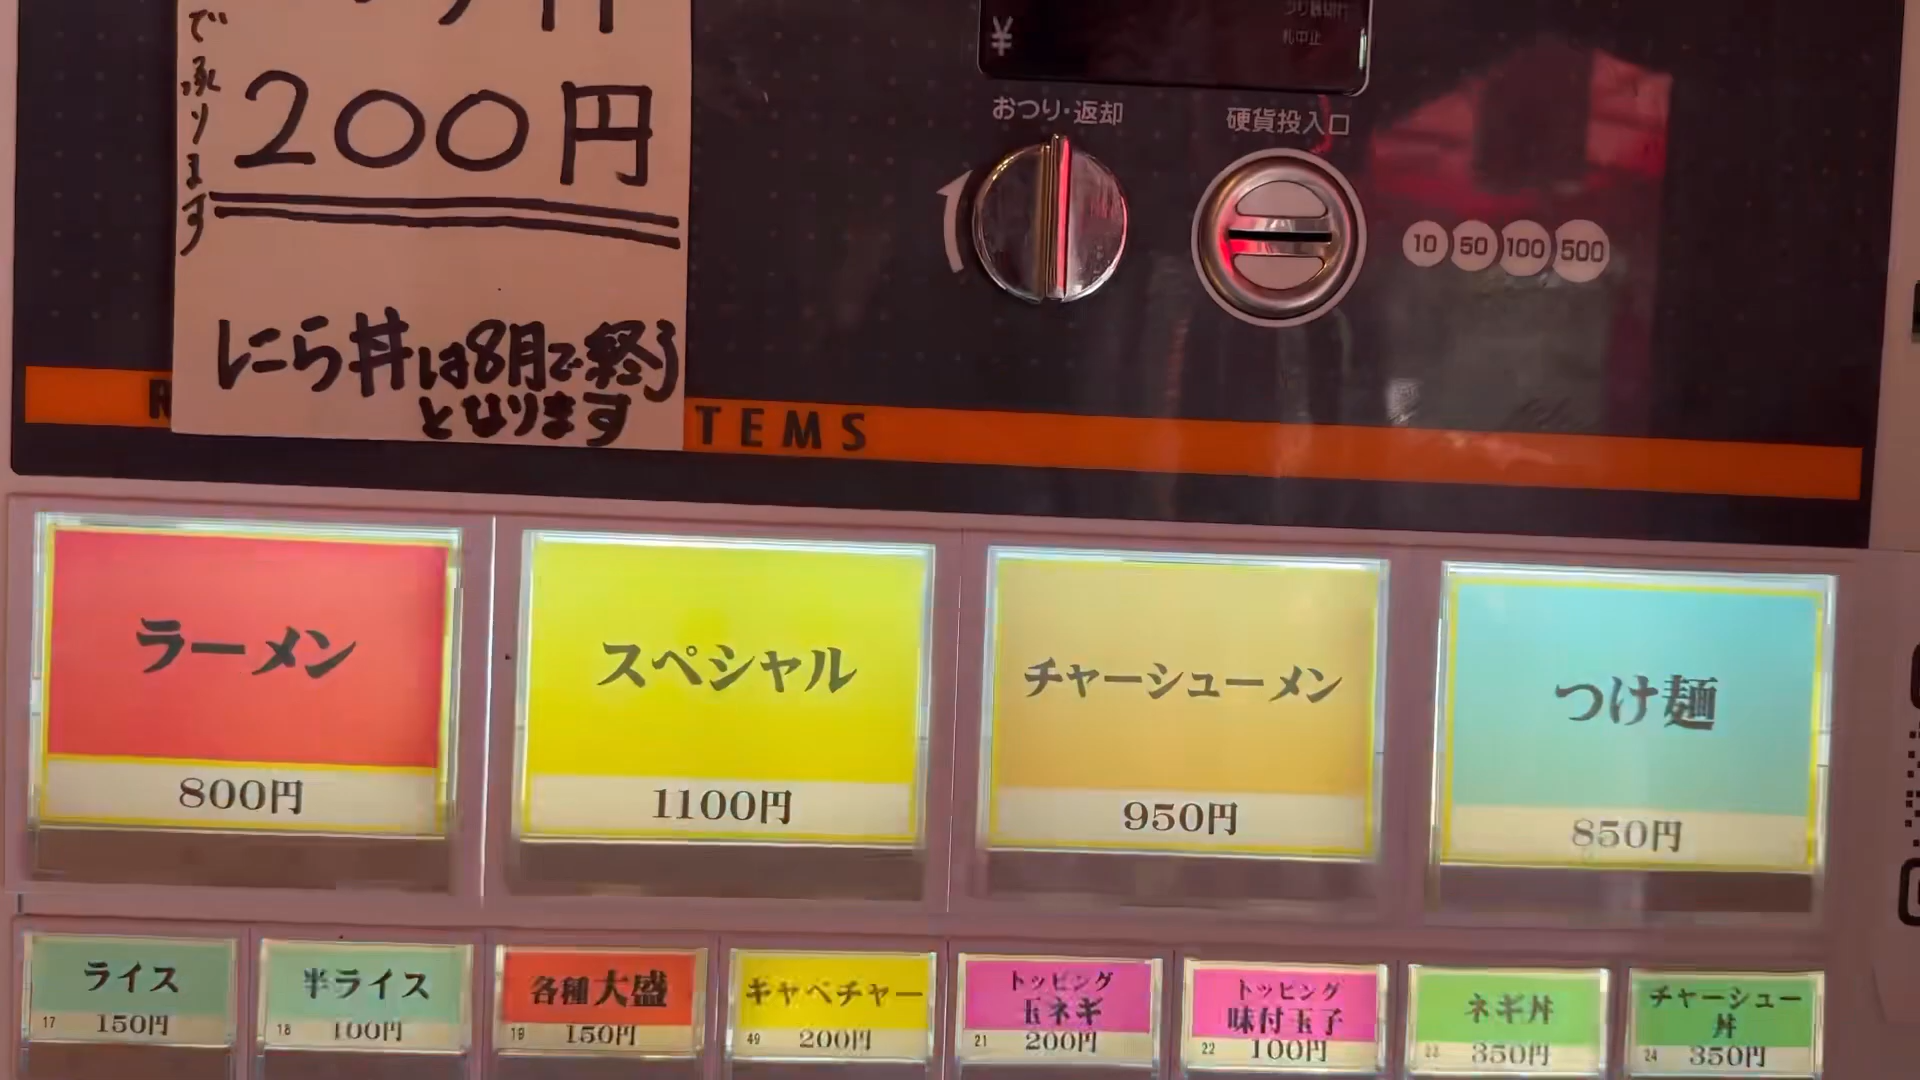 で承ります
200円
にら丼は8月で終了
となります
TEMS
¥
札中止
おつり・返却
硬貨投入口
10 50 100 500
ラーメン
800円
スペシャル
1100円
チャーシューメン
950円
つけ麺
850円
ライス
17 150円
半ライス
18 100円
各種大盛
19 150円
キャベチャー
49 200円
トッピング
玉ネギ
21 200円
トッピング
味付玉子
22 100円
ネギ丼
23 350円
チャーシュー
丼
24 350円